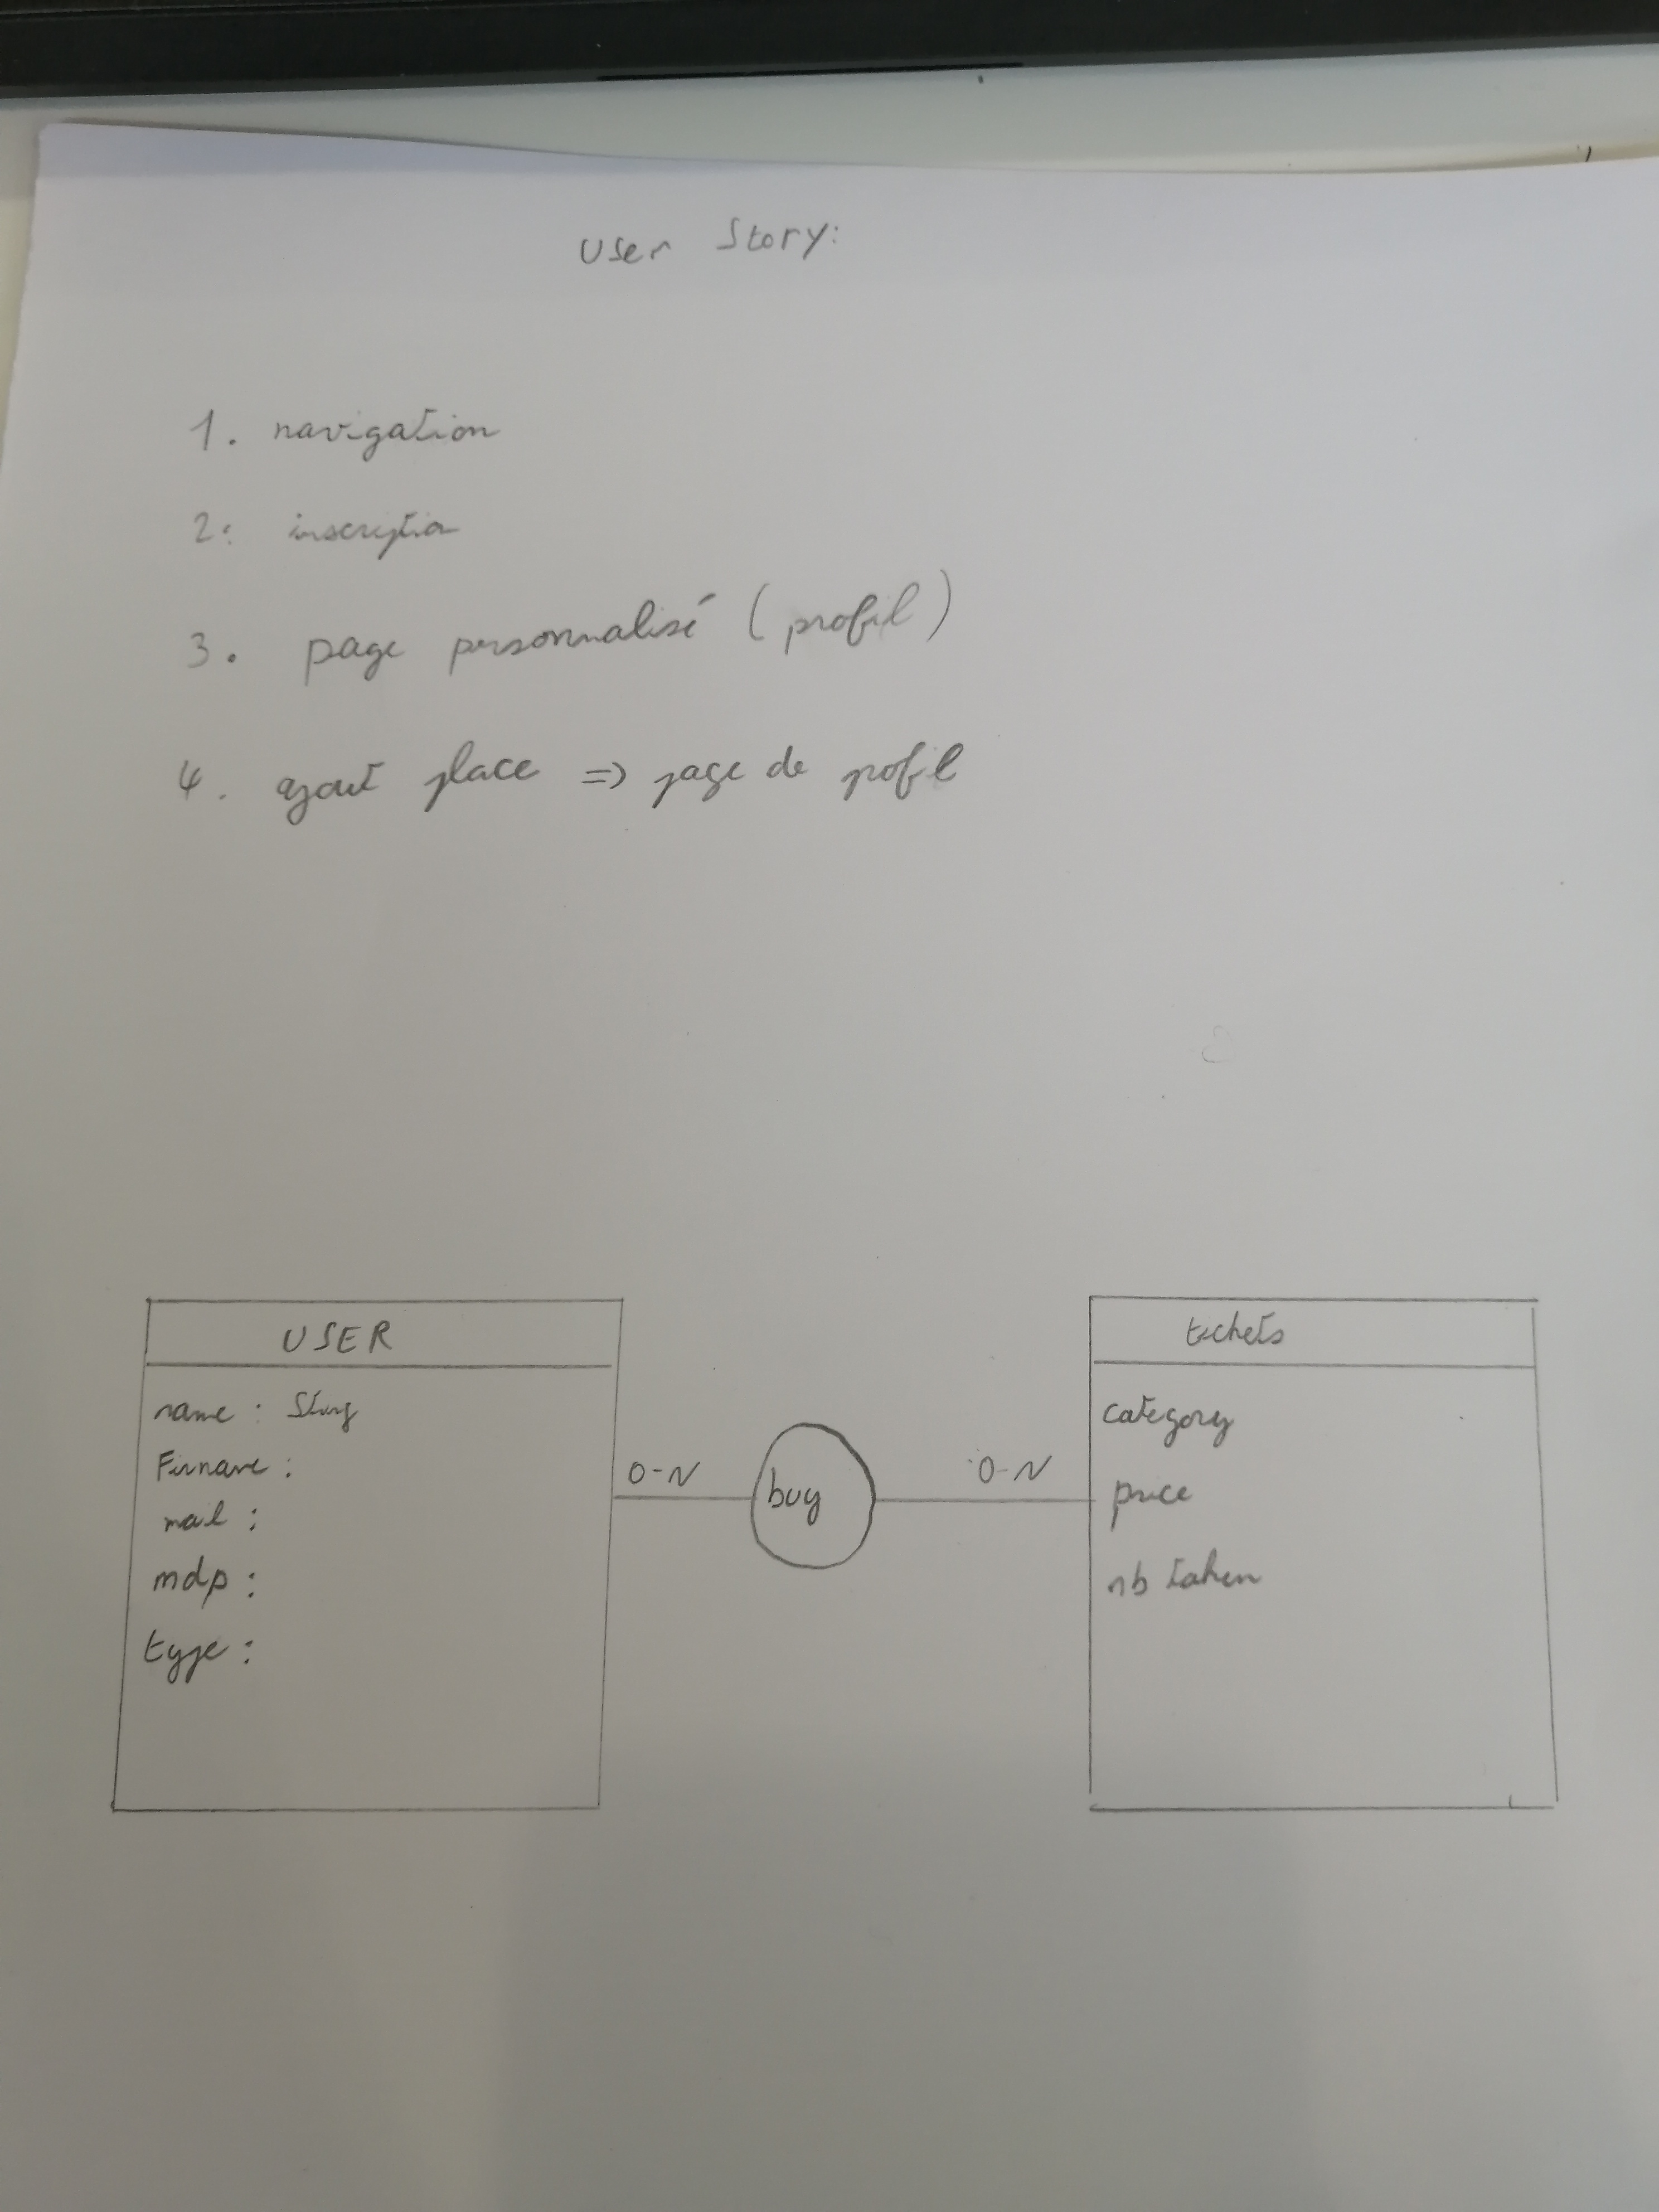 User Story:
1. navigation
2: inscription
3. page personnalisé (profil)
4. ajout place => page de profil
USER
name : String
mail :
mdp :
type :
0-N
buy
0-N
tickets
category
price
nb taken